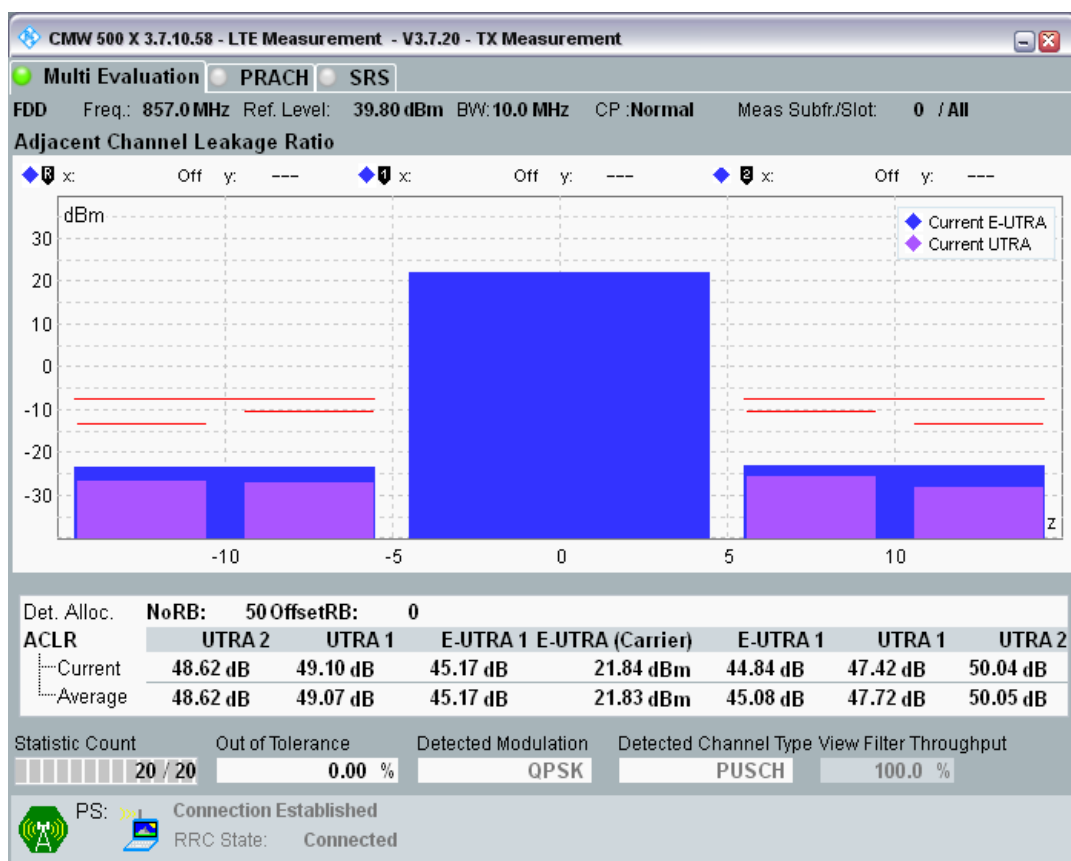 CMW 500 X 3.7.10.58 - LTE Measurement - V3.7.20 - TX Measurement
Multi Evaluation PRACH SRS
FDD Freq.: 857.0 MHz Ref. Level: 39.80 dBm BW: 10.0 MHz CP :Normal Meas Subfr./Slot: 0 / All
Adjacent Channel Leakage Ratio
R x: Off y: --- 1 x: Off y: --- 2 x: Off y: ---
dBm
Current E-UTRA
Current UTRA
30
20
10
0
-10
-20
-30
z
-10 -5 0 5 10
Det. Alloc. NoRB: 50 OffsetRB: 0
ACLR UTRA 2 UTRA 1 E-UTRA 1 E-UTRA (Carrier) E-UTRA 1 UTRA 1 UTRA 2
Current 48.62 dB 49.10 dB 45.17 dB 21.84 dBm 44.84 dB 47.42 dB 50.04 dB
Average 48.62 dB 49.07 dB 45.17 dB 21.83 dBm 45.08 dB 47.72 dB 50.05 dB
Statistic Count Out of Tolerance Detected Modulation Detected Channel Type View Filter Throughput
20 / 20 0.00 % QPSK PUSCH 100.0 %
PS: Connection Established
RRC State: Connected